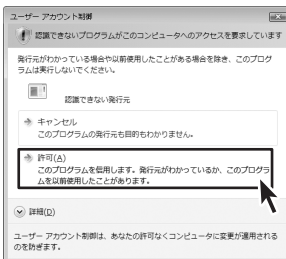 ユーザー アカウント制御
認識できないプログラムがこのコンピュータへのアクセスを要求しています
発行元がわかっている場合や以前使用したことがある場合を除き、このプログ
ラムは実行しないでください。
認識できない発行元
キャンセル
このプログラムの発行元も目的もわかりません。
許可(A)
このプログラムを信用します。発行元がわかっているか、このプログラ
ムを以前使用したことがあります。
詳細(D)
ユーザー アカウント制御は、あなたの許可なくコンピュータに変更が適用される
のを防ぎます。